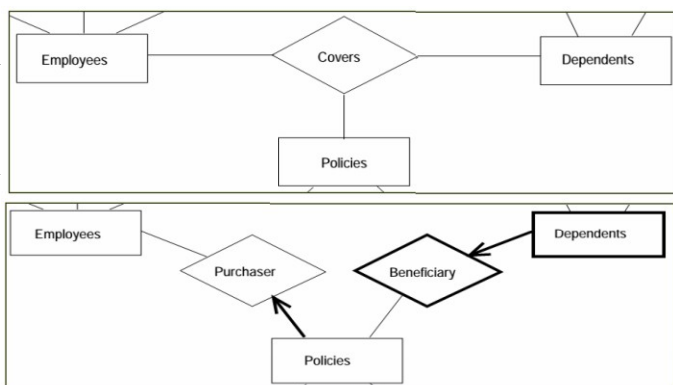 Employees
Covers
Dependents
Policies
Employees
Dependents
Purchaser
Beneficiary
Policies